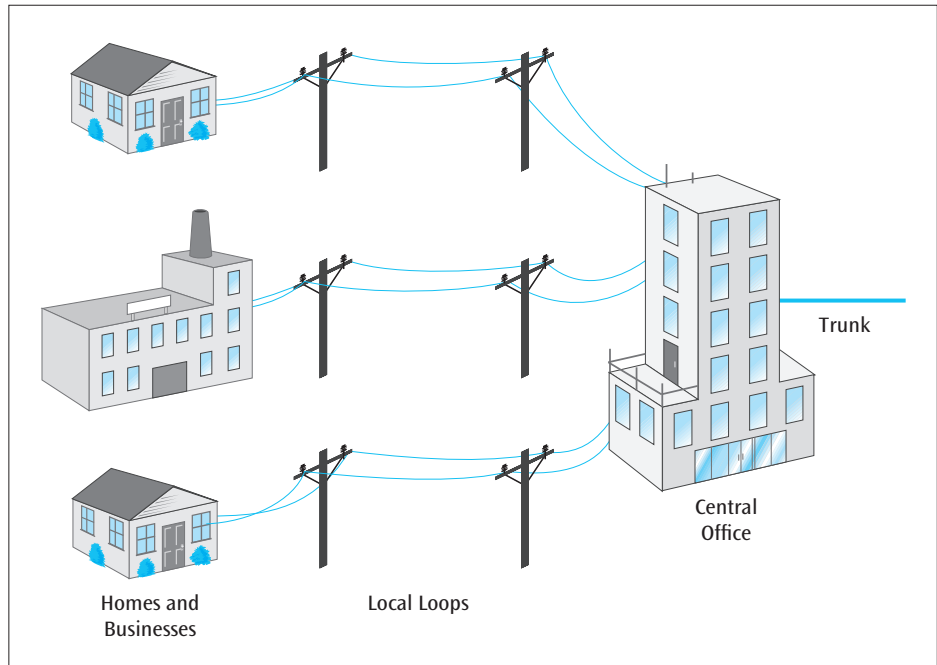 Trunk
Central
Office
Homes and
Businesses
Local Loops